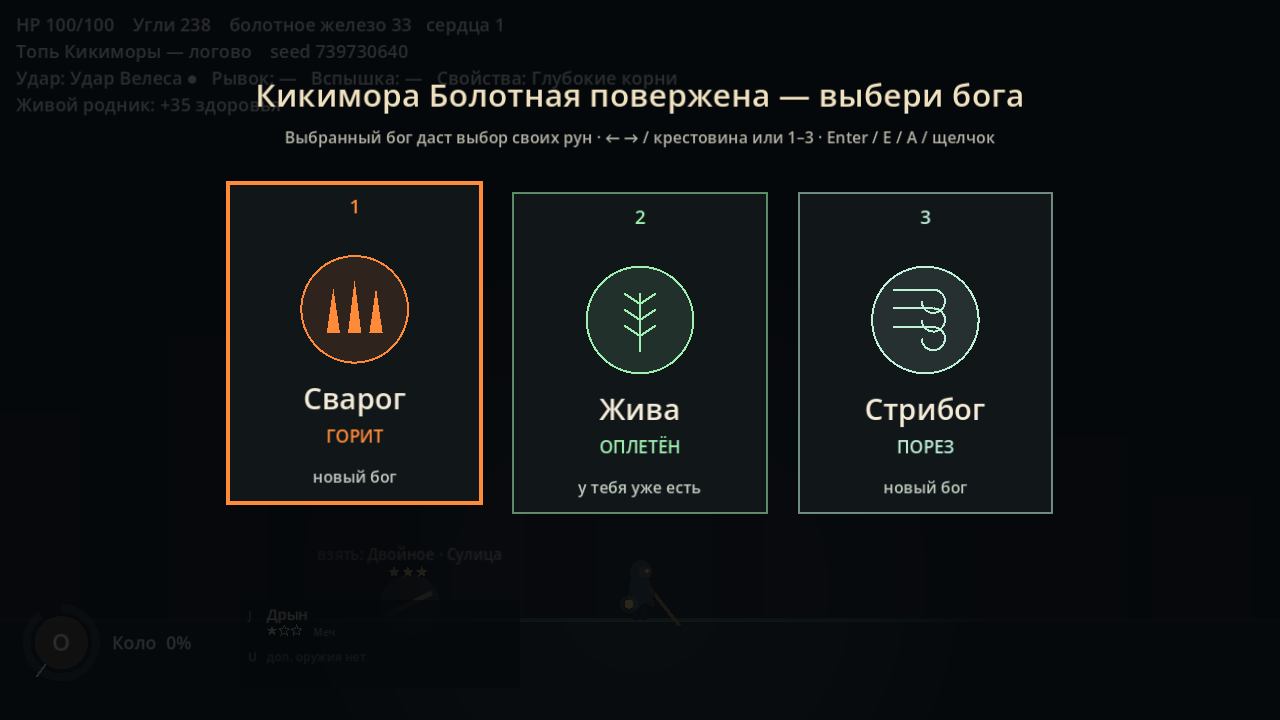 HP 100/100 Угли 238 болотное железо 33 сердца 1
Топь Кикиморы — логово seed 739730640
Удар: Удар Велеса ● Рывок: — Вспышка: — Свойства: Глубокие корни
Живой родник: +35 здоровья
Кикимора Болотная повержена — выбери бога
Выбранный бог даст выбор своих рун · ← → / крестовина или 1–3 · Enter / E / A / щелчок
1
Сварог
ГОРИТ
новый бог
2
Жива
ОПЛЕТЁН
у тебя уже есть
3
Стрибог
ПОРЕЗ
новый бог
взять: Двойное · Сулица
★★★
J Дрын
★☆☆ Меч
U доп. оружия нет
О
Коло 0%